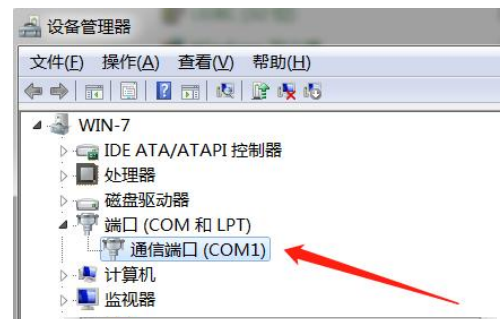 设备管理器
文件(F) 操作(A) 查看(V) 帮助(H)
WIN-7
IDE ATA/ATAPI 控制器
处理器
磁盘驱动器
端口 (COM 和 LPT)
通信端口 (COM1)
计算机
监视器